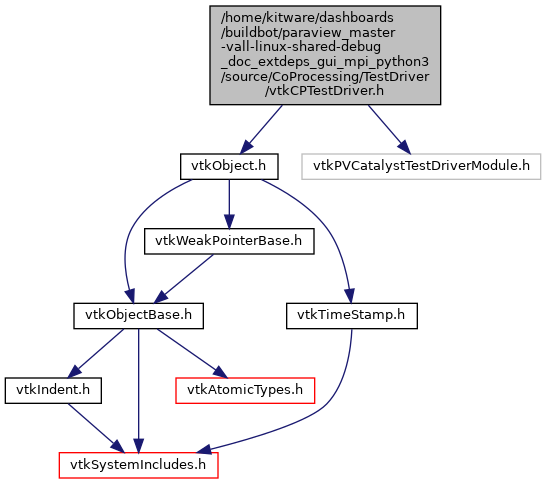 /home/kitware/dashboards
/buildbot/paraview_master
-vall-linux-shared-debug
_doc_extdeps_gui_mpi_python3
/source/CoProcessing/TestDriver
/vtkCPTestDriver.h
vtkObject.h
vtkPVCatalystTestDriverModule.h
vtkWeakPointerBase.h
vtkObjectBase.h
vtkTimeStamp.h
vtkIndent.h
vtkAtomicTypes.h
vtkSystemIncludes.h